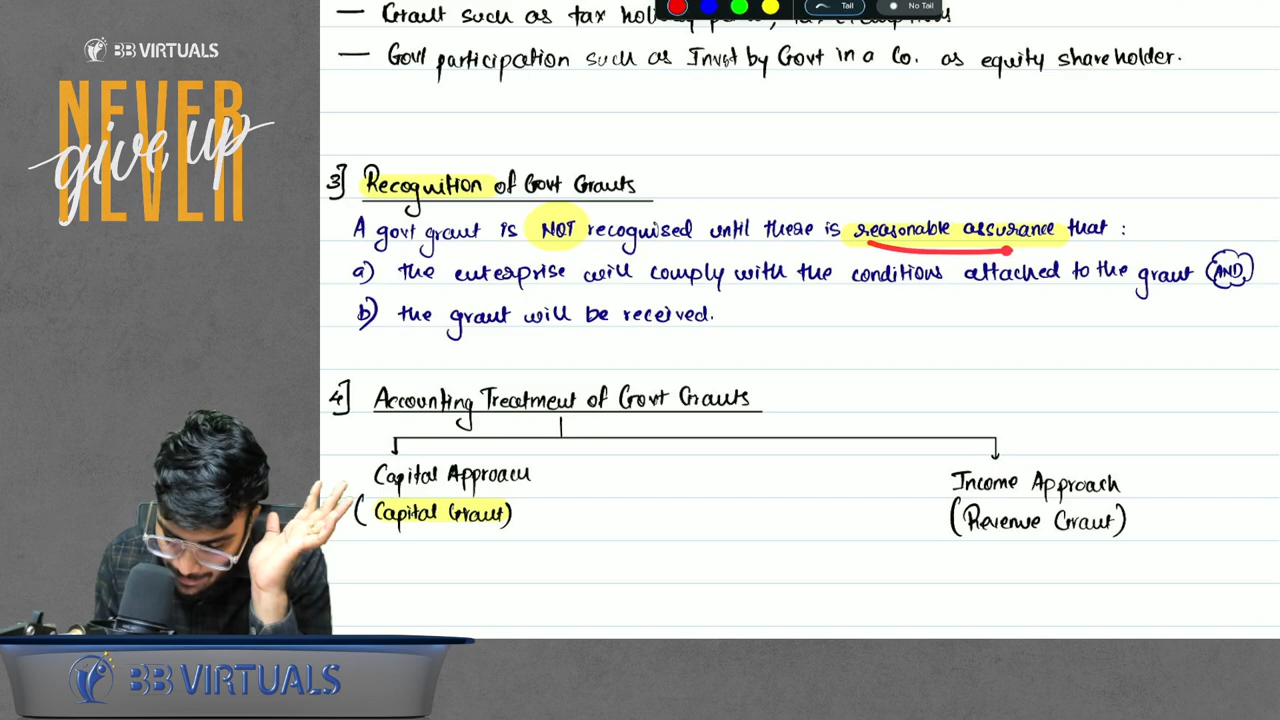 Tail
No Tail
— Grant such as tax
— Govt participation such as Invst by Govt in a Co. as equity shareholder.
BB VIRTUALS
NEVER
give up
NEVER
3] Recognition of Govt Grants
A govt grant is NOT recognised until there is reasonable assurance that :
a) the enterprise will comply with the conditions attached to the grant AND
b) the grant will be received.
4] Accounting Treatment of Govt Grants
Capital Approach
(Capital Grant)
Income Approach
(Revenue Grant)
BB VIRTUALS